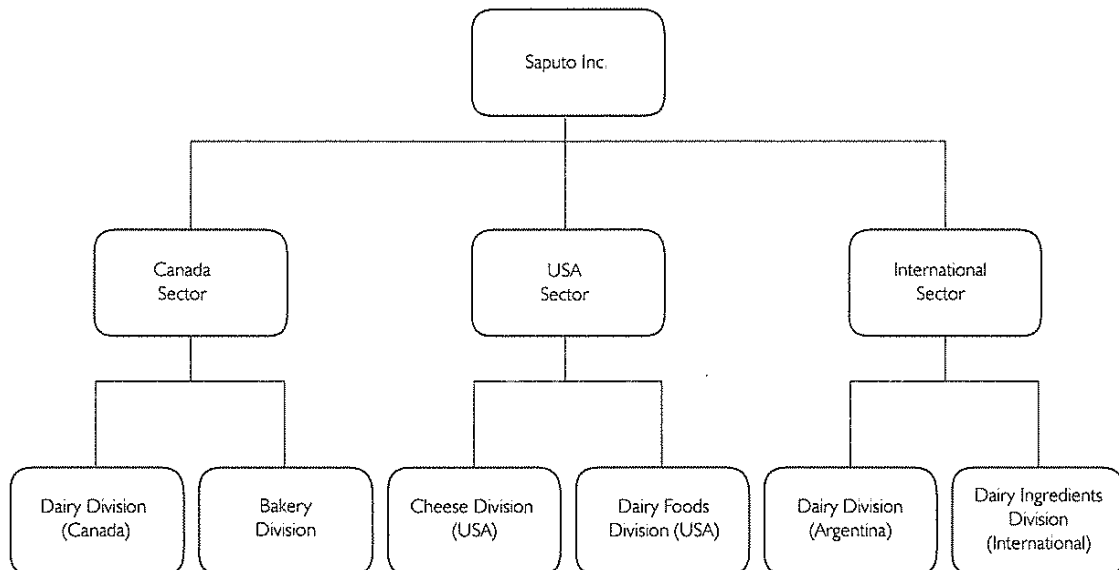 Saputo Inc.
Canada
Sector
USA
Sector
International
Sector
Dairy Division
(Canada)
Bakery
Division
Cheese Division
(USA)
Dairy Foods
Division (USA)
Dairy Division
(Argentina)
Dairy Ingredients
Division
(International)